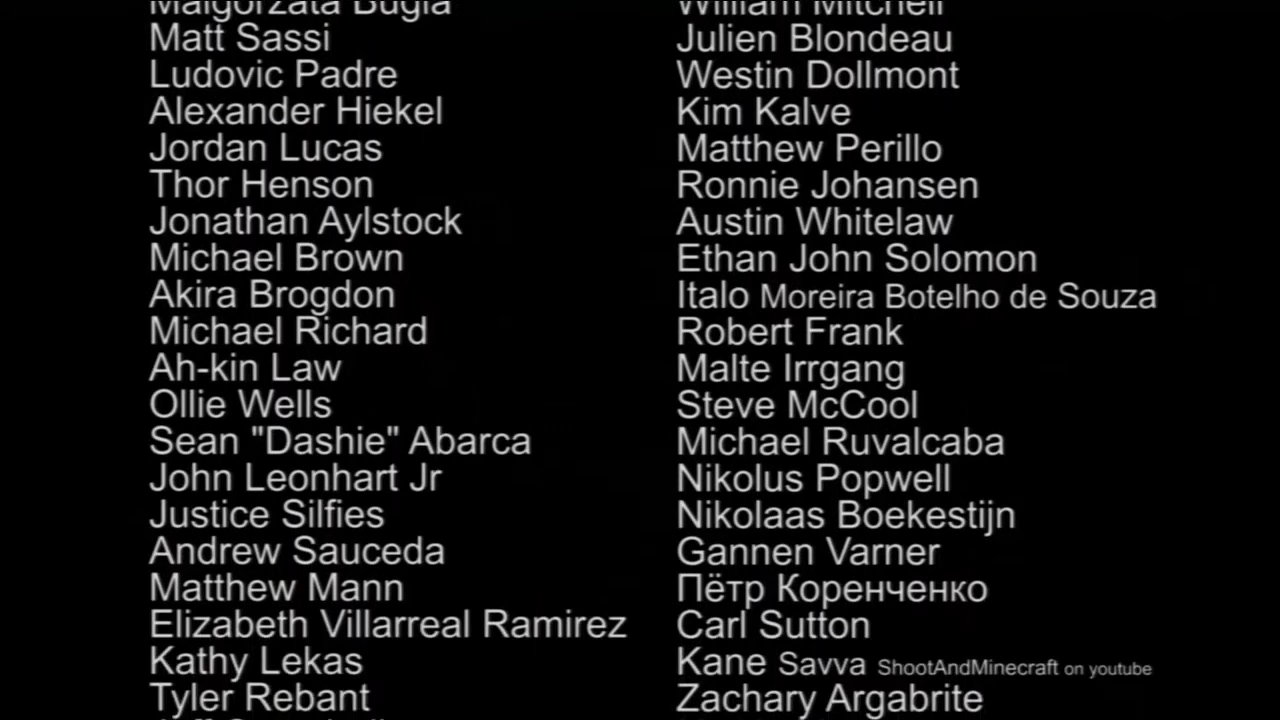 Malgorzata Bugla
Matt Sassi
Ludovic Padre
Alexander Hiekel
Jordan Lucas
Thor Henson
Jonathan Aylstock
Michael Brown
Akira Brogdon
Michael Richard
Ah-kin Law
Ollie Wells
Sean "Dashie" Abarca
John Leonhart Jr
Justice Silfies
Andrew Sauceda
Matthew Mann
Elizabeth Villarreal Ramirez
Kathy Lekas
Tyler Rebant
William Mitchell
Julien Blondeau
Westin Dollmont
Kim Kalve
Matthew Perillo
Ronnie Johansen
Austin Whitelaw
Ethan John Solomon
Italo Moreira Botelho de Souza
Robert Frank
Malte Irrgang
Steve McCool
Michael Ruvalcaba
Nikolus Popwell
Nikolaas Boekestijn
Gannen Varner
Пётр Коренченко
Carl Sutton
Kane Savva ShootAndMinecraft on youtube
Zachary Argabrite